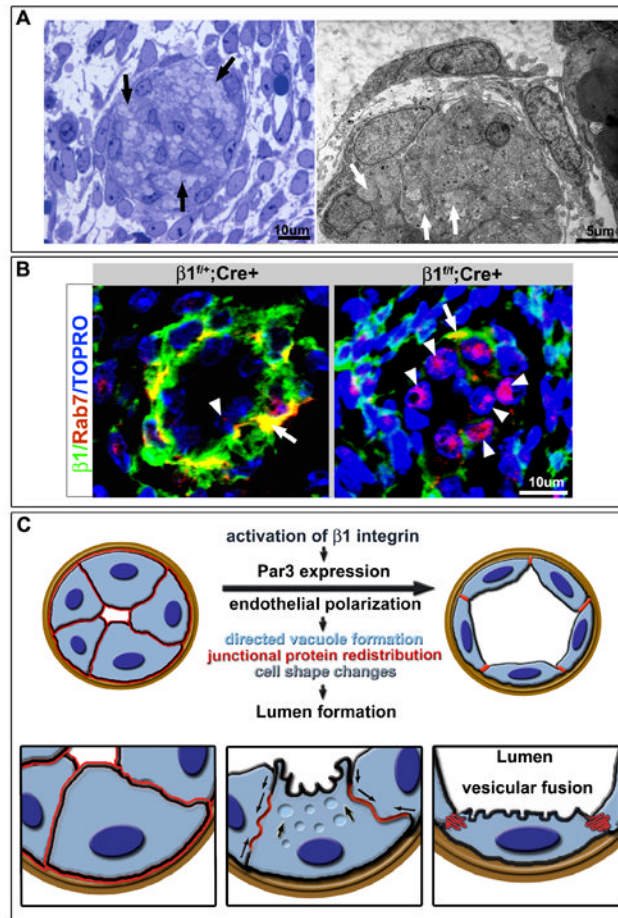 A
10um
5um
B
β1/Rab7/TOPRO
β1f/+;Cre+
β1f/f;Cre+
10um
C
activation of β1 integrin
Par3 expression
endothelial polarization
directed vacuole formation
junctional protein redistribution
cell shape changes
Lumen formation
Lumen
vesicular fusion